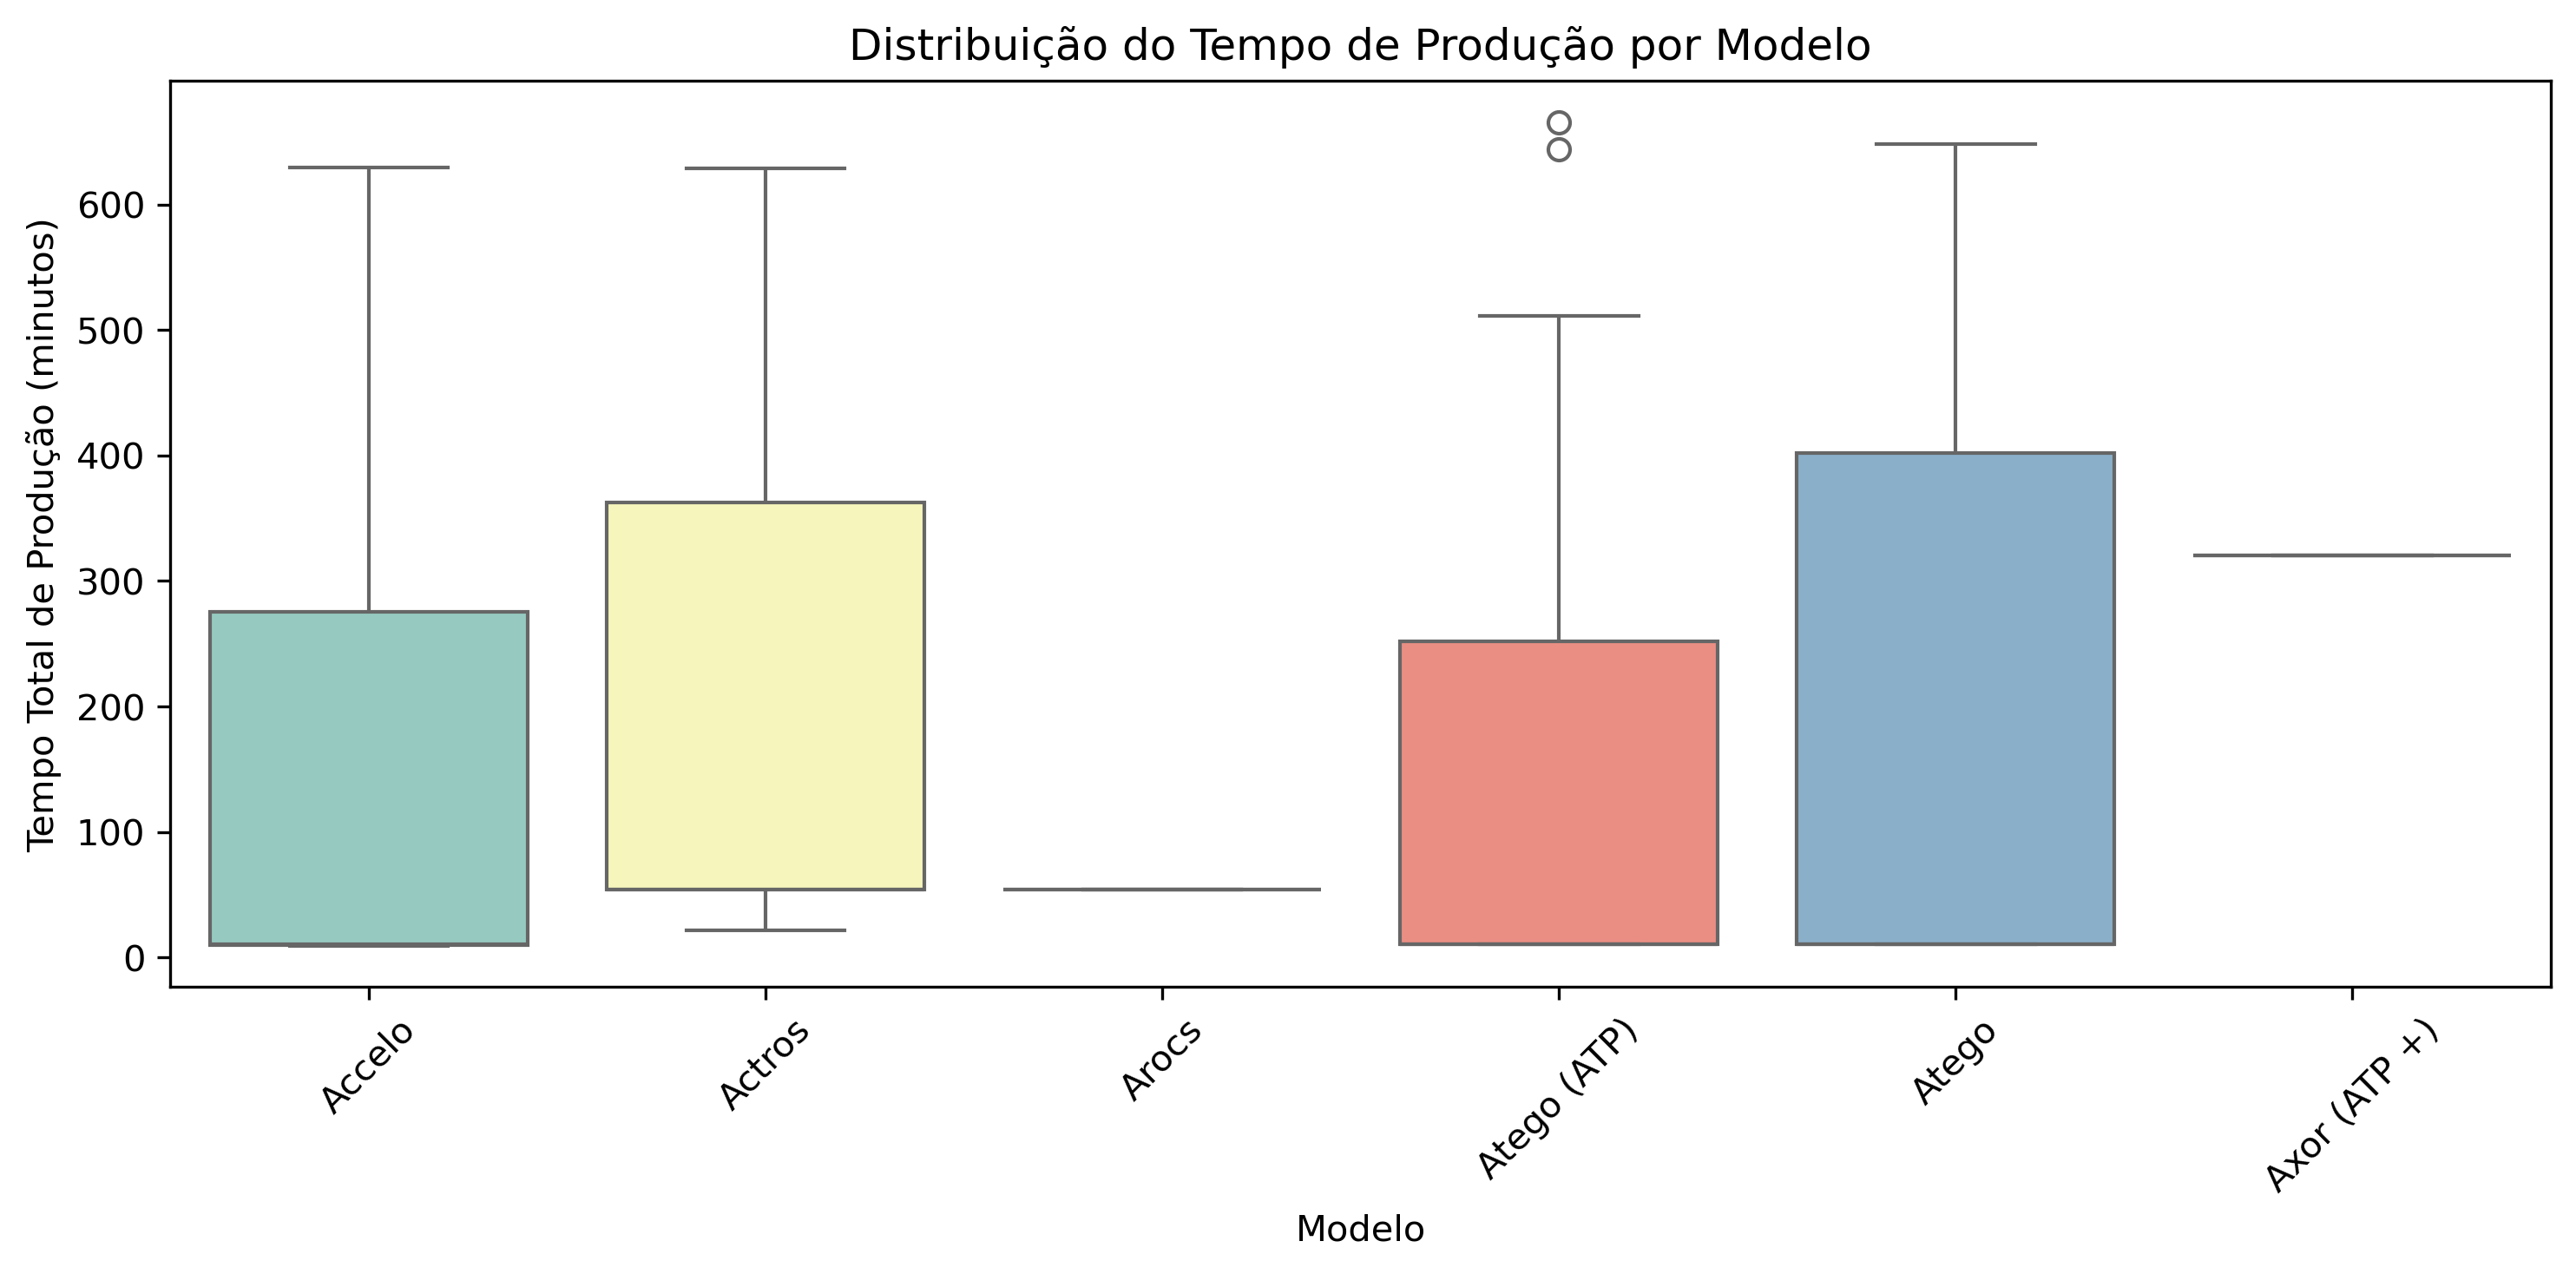 Distribuição do Tempo de Produção por Modelo
Tempo Total de Produção (minutos)
600
500
400
300
200
100
0
Accelo
Actros
Arocs
Atego (ATP)
Atego
Axor (ATP +)
Modelo